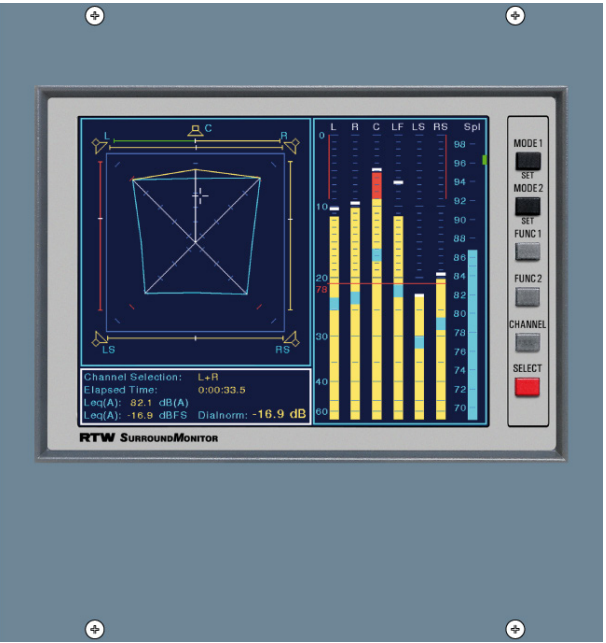 C
L
R
LS
RS
Channel Selection: L+R
Elapsed Time: 0:00:33.5
Leq(A): 82.1 dB(A)
Leq(A): -16.9 dBFS Dialnorm: -16.9 dB
L R C LF LS RS Spl
0
10
20
78
30
40
60
98
96
94
92
90
88
86
84
82
80
78
76
74
72
70
MODE 1
SET
MODE 2
SET
FUNC 1
FUNC 2
CHANNEL
SELECT
RTW SURROUNDMONITOR